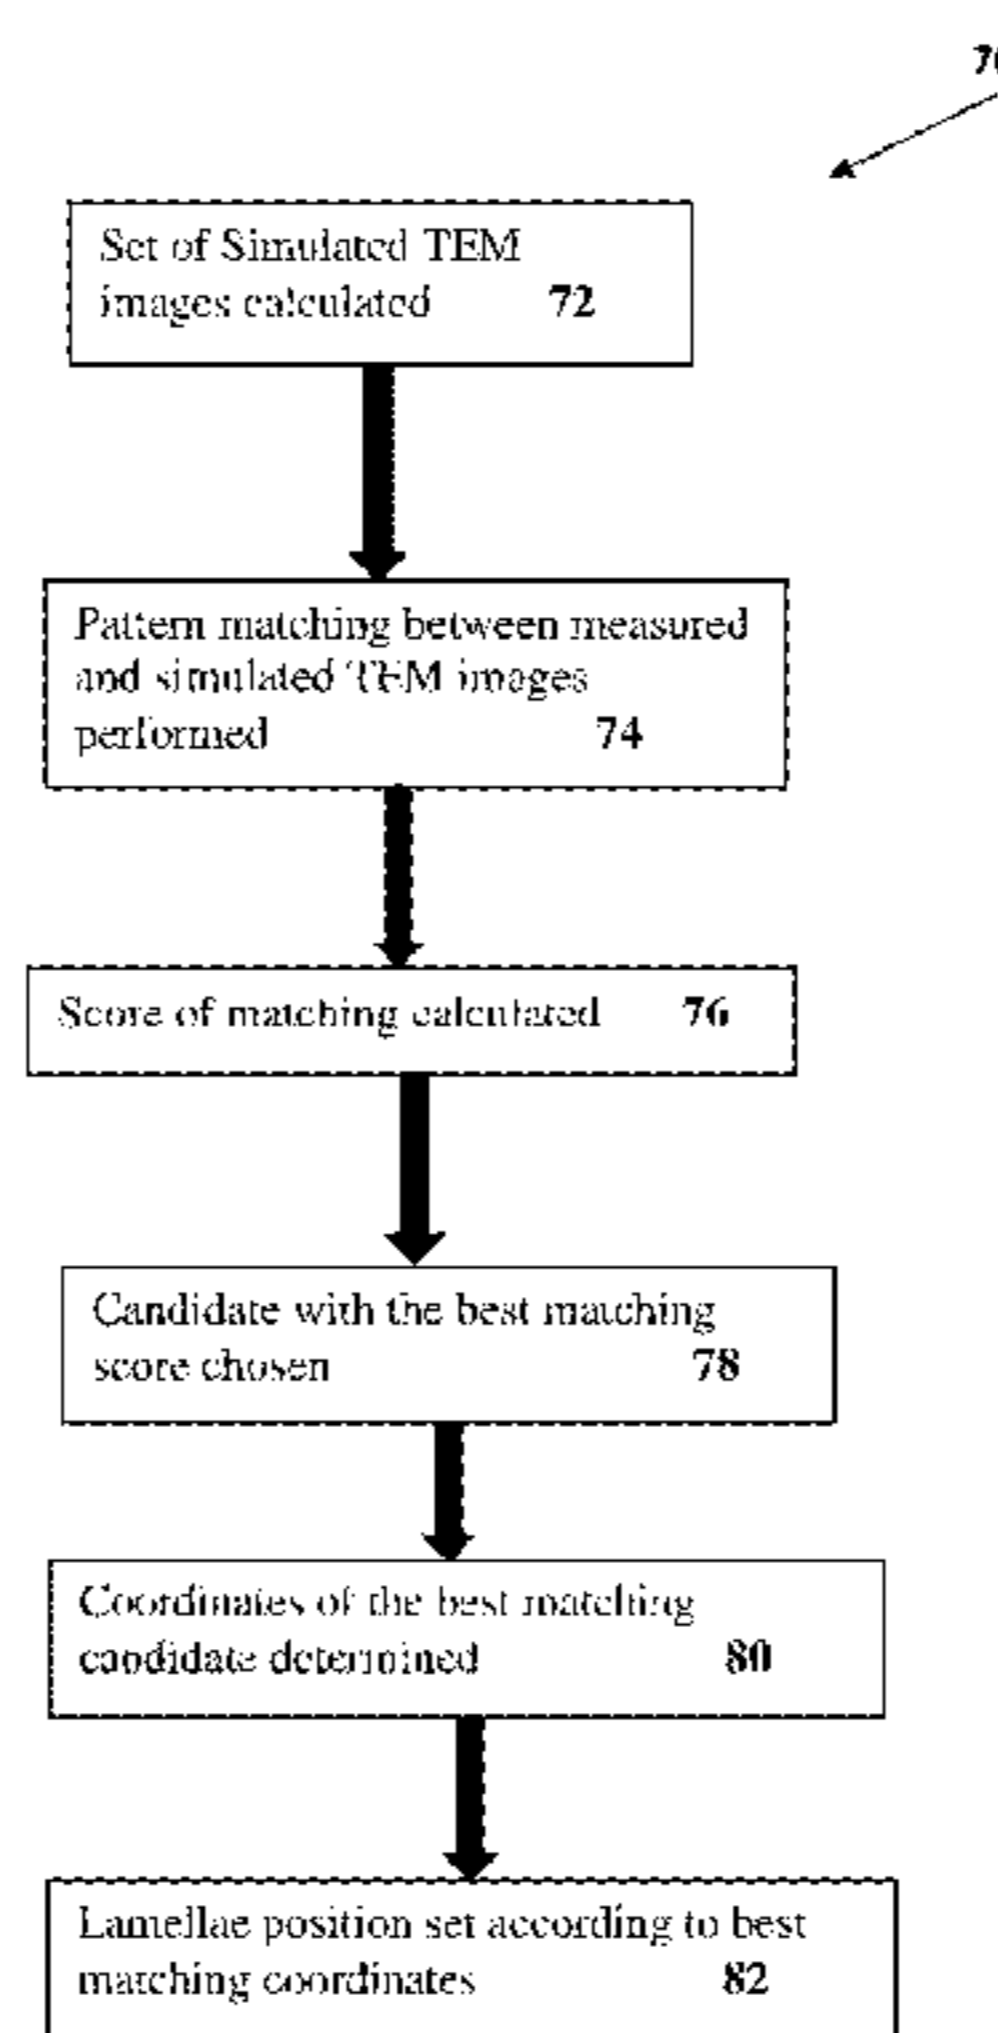 Set of Simulated TEM
images calculated 72
Pattern matching between measured
and simulated TEM images
performed 74
Score of matching calculated 76
Candidate with the best matching
score chosen 78
Coordinates of the best matching
candidate determined 80
Lamellae position set according to best
matching coordinates 82